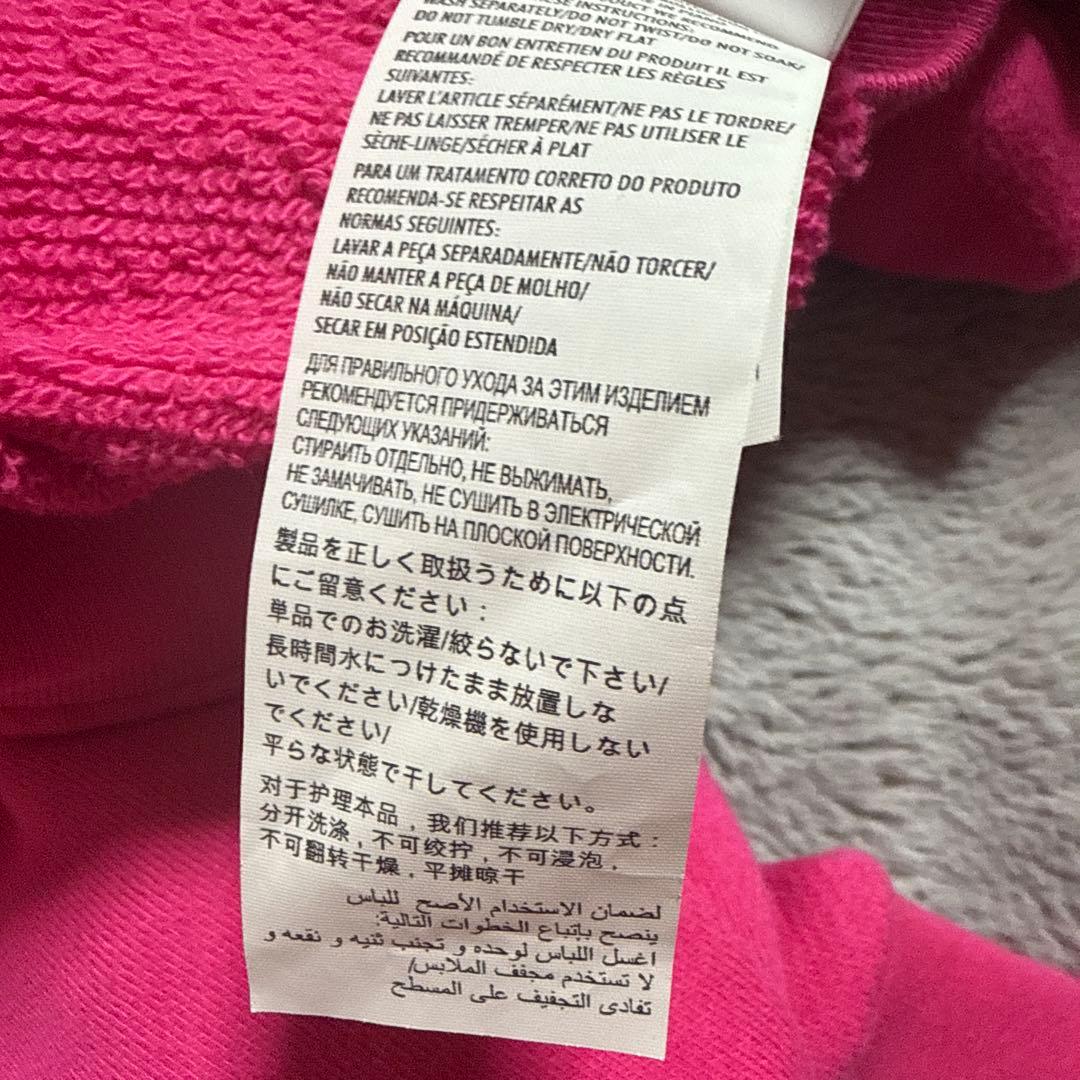 WASH SEPARATELY/DO NOT TWIST/DO NOT SOAK/
DO NOT TUMBLE DRY/DRY FLAT
POUR UN BON ENTRETIEN DU PRODUIT IL EST
RECOMMANDÉ DE RESPECTER LES RÈGLES
SUIVANTES:
LAVER L'ARTICLE SÉPARÉMENT/NE PAS LE TORDRE/
NE PAS LAISSER TREMPER/NE PAS UTILISER LE
SÈCHE-LINGE/SÉCHER À PLAT
PARA UM TRATAMENTO CORRETO DO PRODUTO
RECOMENDA-SE RESPEITAR AS
NORMAS SEGUINTES:
LAVAR A PEÇA SEPARADAMENTE/NÃO TORCER/
NÃO MANTER A PEÇA DE MOLHO/
NÃO SECAR NA MÁQUINA/
SECAR EM POSIÇÃO ESTENDIDA
ДЛЯ ПРАВИЛЬНОГО УХОДА ЗА ЭТИМ ИЗДЕЛИЕМ
РЕКОМЕНДУЕТСЯ ПРИДЕРЖИВАТЬСЯ
СЛЕДУЮЩИХ УКАЗАНИЙ:
СТИРАИТЬ ОТДЕЛЬНО, НЕ ВЫЖИМАТЬ,
НЕ ЗАМАЧИВАТЬ, НЕ СУШИТЬ В ЭЛЕКТРИЧЕСКОЙ
СУШИЛКЕ, СУШИТЬ НА ПЛОСКОЙ ПОВЕРХНОСТИ.
製品を正しく取扱うために以下の点
にご留意ください:
単品でのお洗濯/絞らないで下さい/
長時間水につけたまま放置しな
いでください/乾燥機を使用しない
でください/
平らな状態で干してください。
对于护理本品,我们推荐以下方式:
分开洗涤,不可绞拧,不可浸泡,
不可翻转干燥,平摊晾干
لضمان الاستخدام الأصح للباس
ينصح بإتباع الخطوات التالية:
اغسل اللباس لوحده و تجنب ثنيه و نقعه و
لا تستخدم مجفف الملابس/
تفادى التجفيف على المسطح